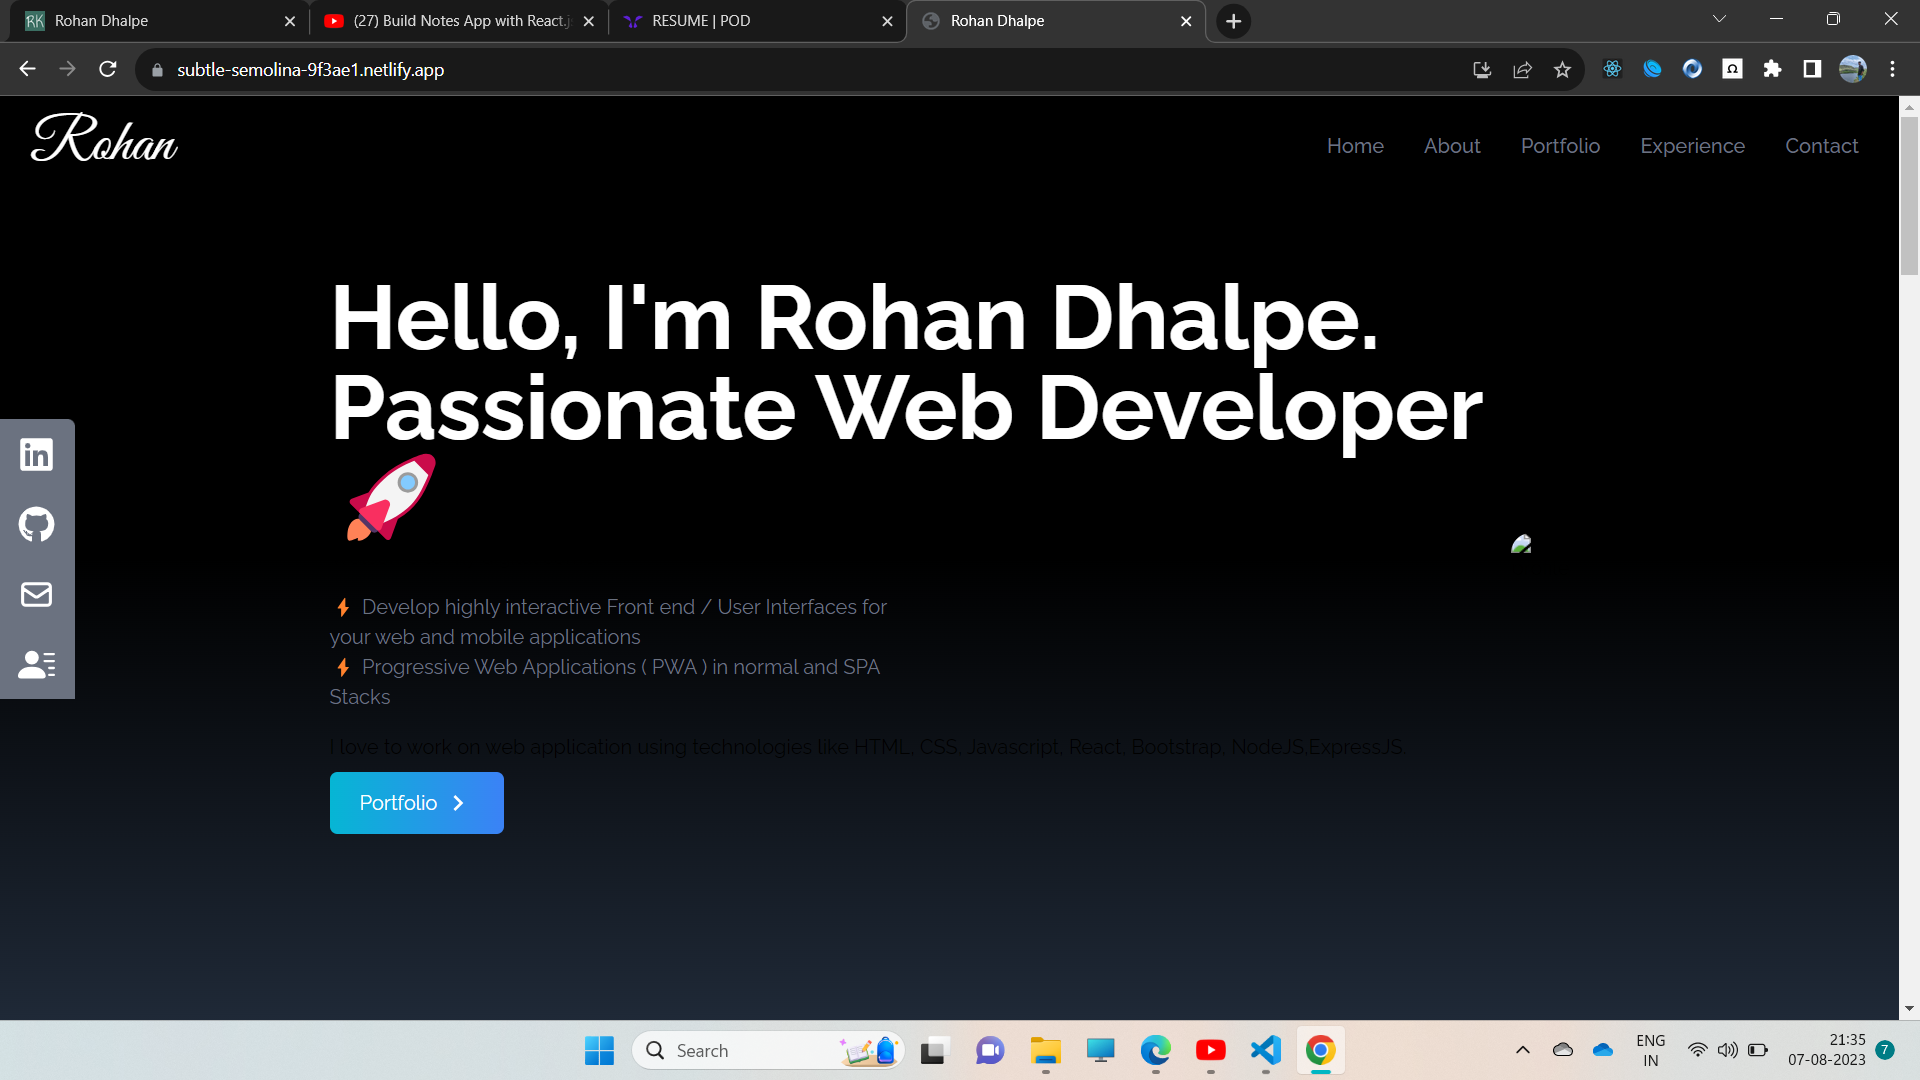 Rohan Dhalpe
(27) Build Notes App with React.j
RESUME | POD
Rohan Dhalpe
subtle-semolina-9f3ae1.netlify.app
Rohan
Home About Portfolio Experience Contact
Hello, I'm Rohan Dhalpe.
Passionate Web Developer
Develop highly interactive Front end / User Interfaces for
your web and mobile applications
Progressive Web Applications ( PWA ) in normal and SPA
Stacks
I love to work on web application using technologies like HTML, CSS, Javascript, React, Bootstrap, NodeJS,ExpressJS.
Portfolio
Search
ENG
IN
21:35
07-08-2023
7